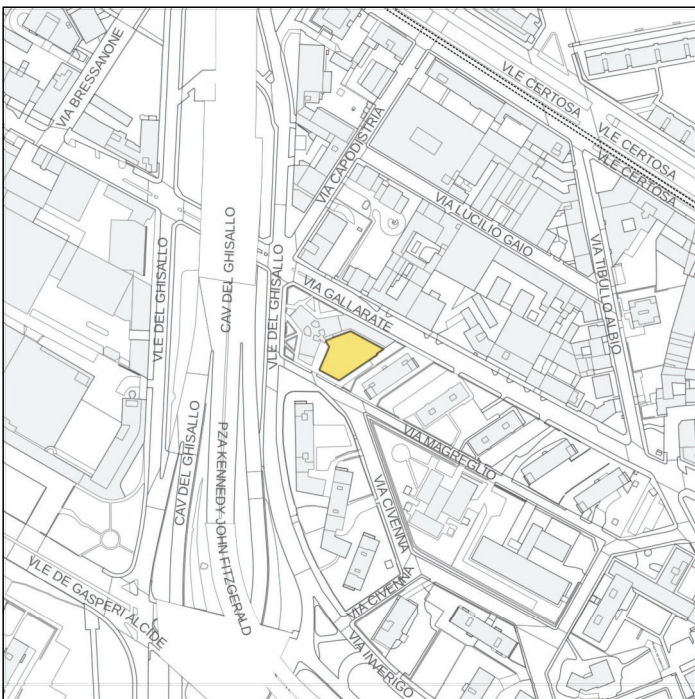 VIA BRESSANONE
VLE CERTOSA
VLE CERTOSA
VLE CERTOSA
VIA CAPODISTRIA
VIA LUCILIO GAIO
VIA TIBULLO ALBIO
VLE DEL GHISALLO
CAV DEL GHISALLO
VLE DEL GHISALLO
VIA GALLARATE
CAV DEL GHISALLO
PZA KENNEDY JOHN FITZGERALD
VIA MAGREGLIO
VIA CIVENNA
VIA CIVENNA
VLE DE GASPERI ALCIDE
VIA INVERIGO